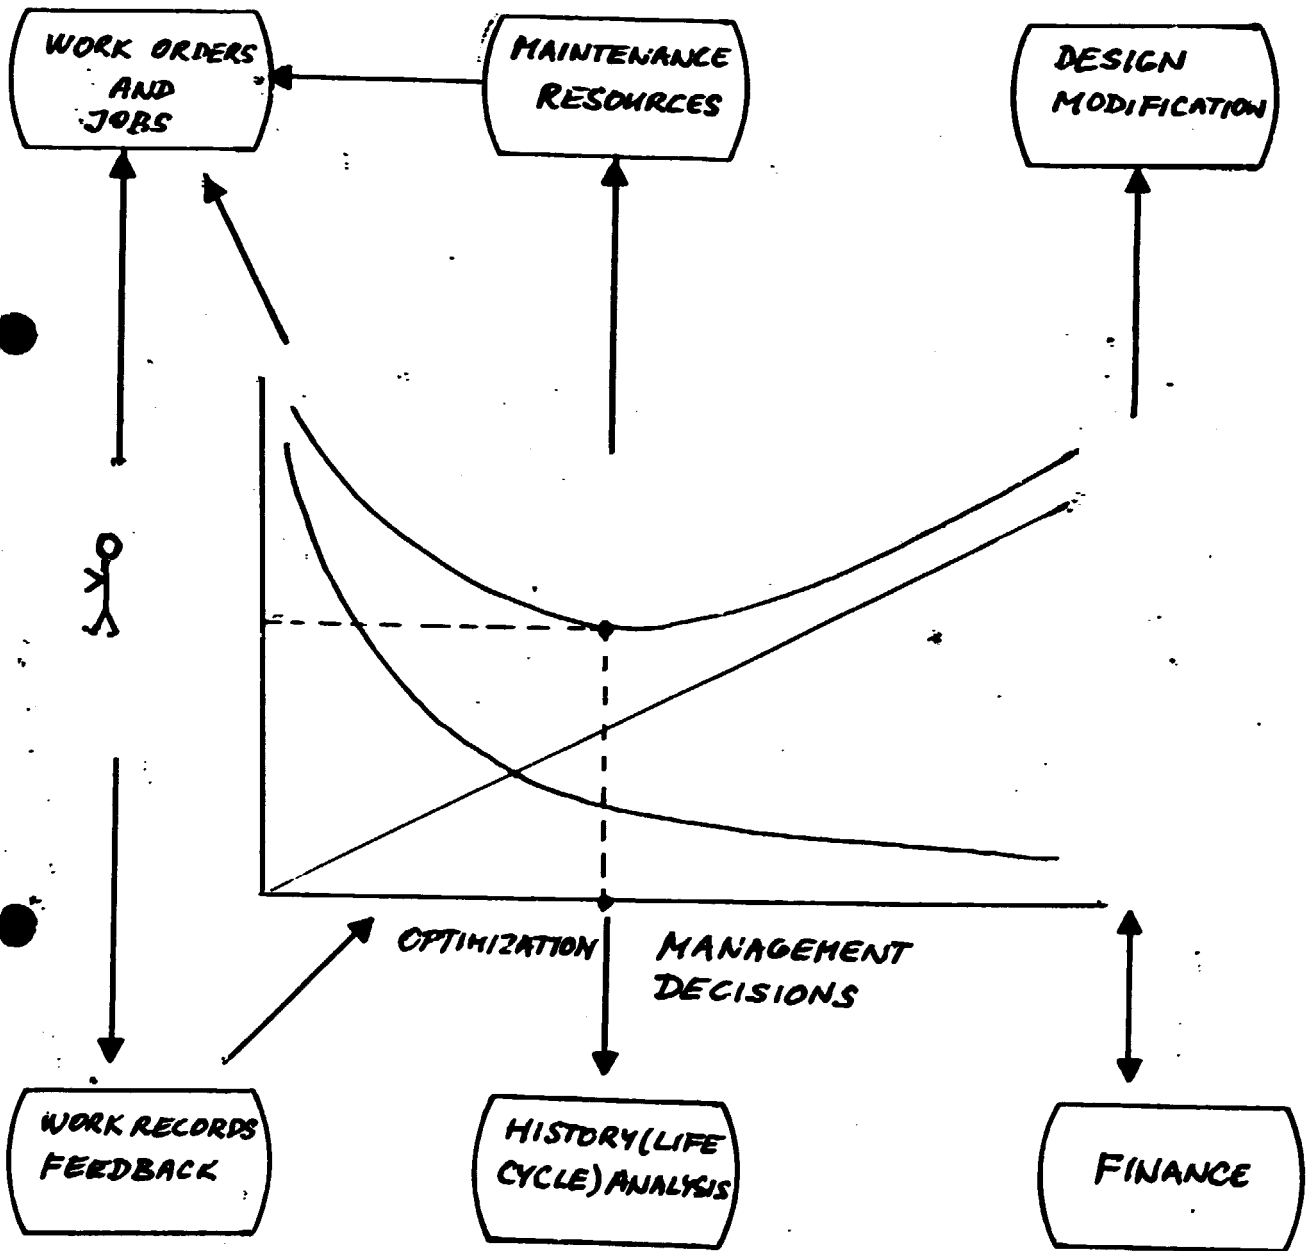 WORK ORDERS
AND
JOBS
MAINTENANCE
RESOURCES
DESIGN
MODIFICATION
OPTIMIZATION
MANAGEMENT
DECISIONS
WORK RECORDS
FEEDBACK
HISTORY(LIFE
CYCLE) ANALYSIS
FINANCE